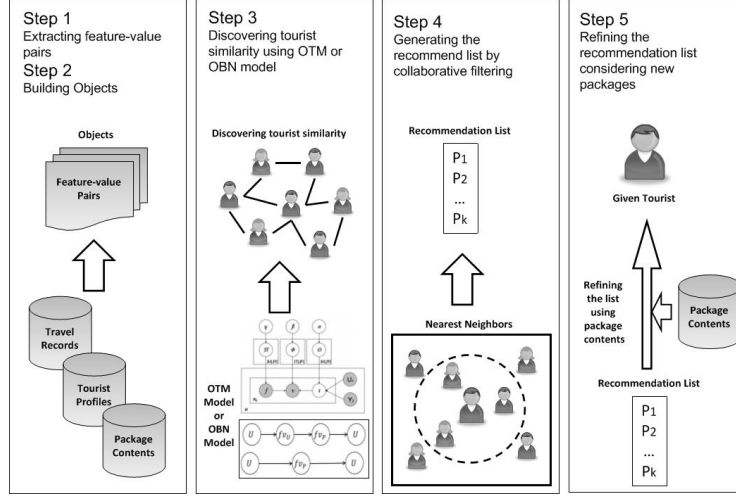 Step 1
Extracting feature-value
pairs
Step 2
Building Objects
Objects
Feature-value
Pairs
Travel
Records
Tourist
Profiles
Package
Contents
Step 3
Discovering tourist
similarity using OTM or
OBN model
Discovering tourist similarity
OTM
Model
or
OBN
Model
γ β α
U fvU fvP U
U fvP U
Step 4
Generating the
recommend list by
collaborative filtering
Recommendation List
P1
P2
...
Pk
Nearest Neighbors
Step 5
Refining the
recommendation list
considering new
packages
Given Tourist
Refining
the list
using
package
contents
Package
Contents
Recommendation List
P1
P2
...
Pk